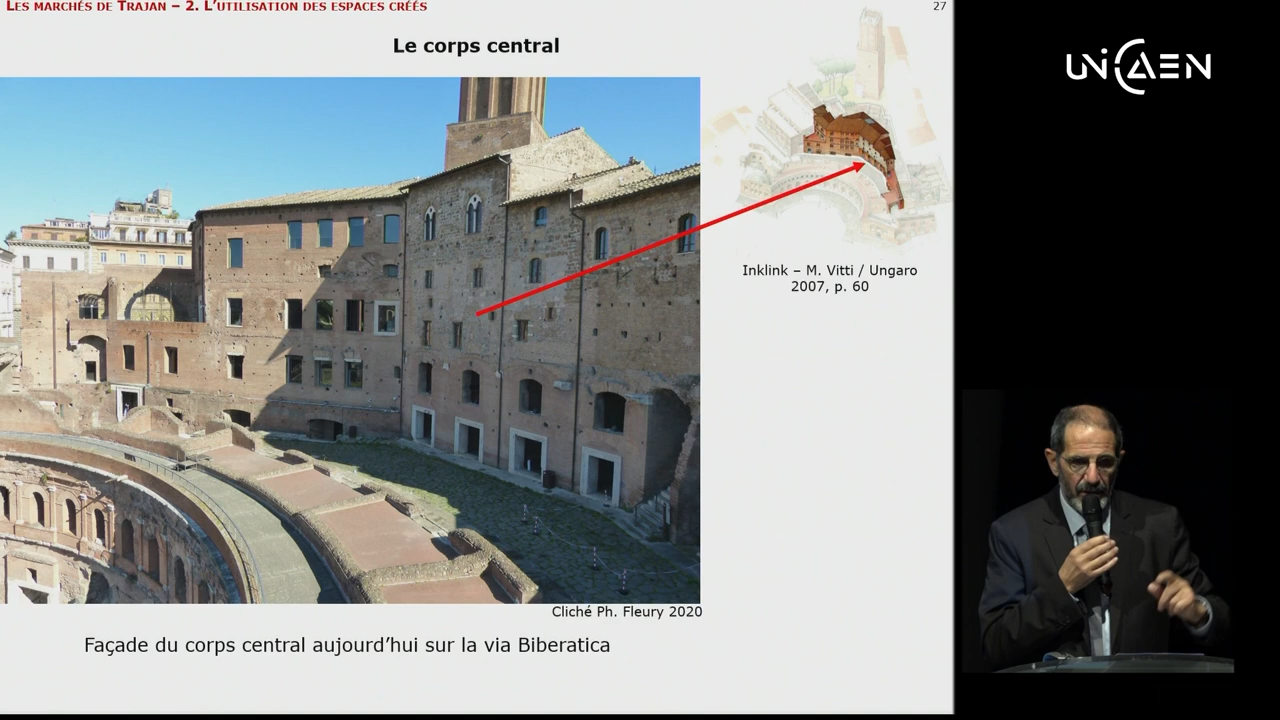 LES MARCHÉS DE TRAJAN – 2. L'UTILISATION DES ESPACES CRÉÉS
27
Le corps central
UNICAEN
Inklink – M. Vitti / Ungaro
2007, p. 60
Cliché Ph. Fleury 2020
Façade du corps central aujourd'hui sur la via Biberatica